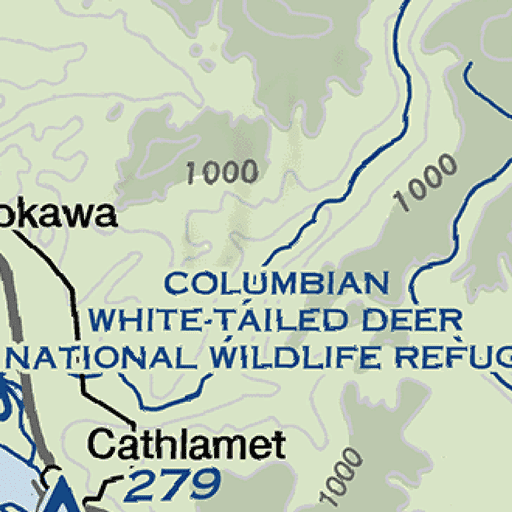 1000
1000
okawa
COLUMBIAN
WHITE-TAILED DEER
NATIONAL WILDLIFE REFUG
Cathlamet
279
1000